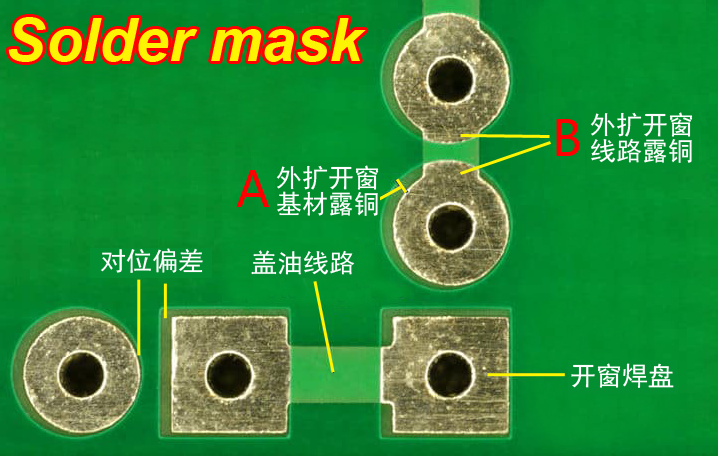 Solder mask
B
外扩开窗
线路露铜
A
外扩开窗
基材露铜
对位偏差
盖油线路
开窗焊盘